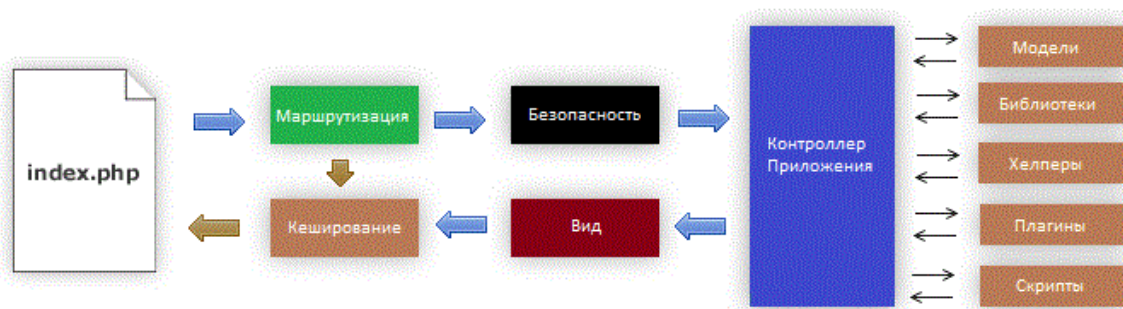 index.php
Маршрутизация
Безопасность
Контроллер
Приложения
Кеширование
Вид
Модели
Библиотеки
Хелперы
Плагины
Скрипты